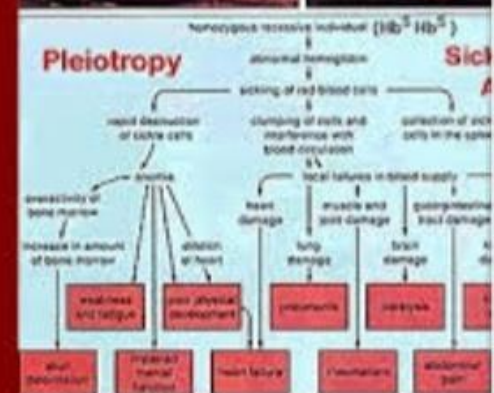 homozygous recessive individual (Hb^S Hb^S)
Pleiotropy
Sick
A
abnormal hemoglobin
sickling of red blood cells
rapid destruction
of sickle cells
clumping of cells and
interference with
blood circulation
collection of sick
cells in the splee
anemia
local failures in blood supply
overactivity of
bone marrow
heart
damage
muscle and
joint damage
gastrointestinal
tract damage
increase in amount
of bone marrow
dilation
of heart
lung
damage
brain
damage
weakness
and fatigue
poor physical
development
pneumonia
paralysis
skull
deformation
impaired
mental
function
heart failure
rheumatism
abdominal
pain